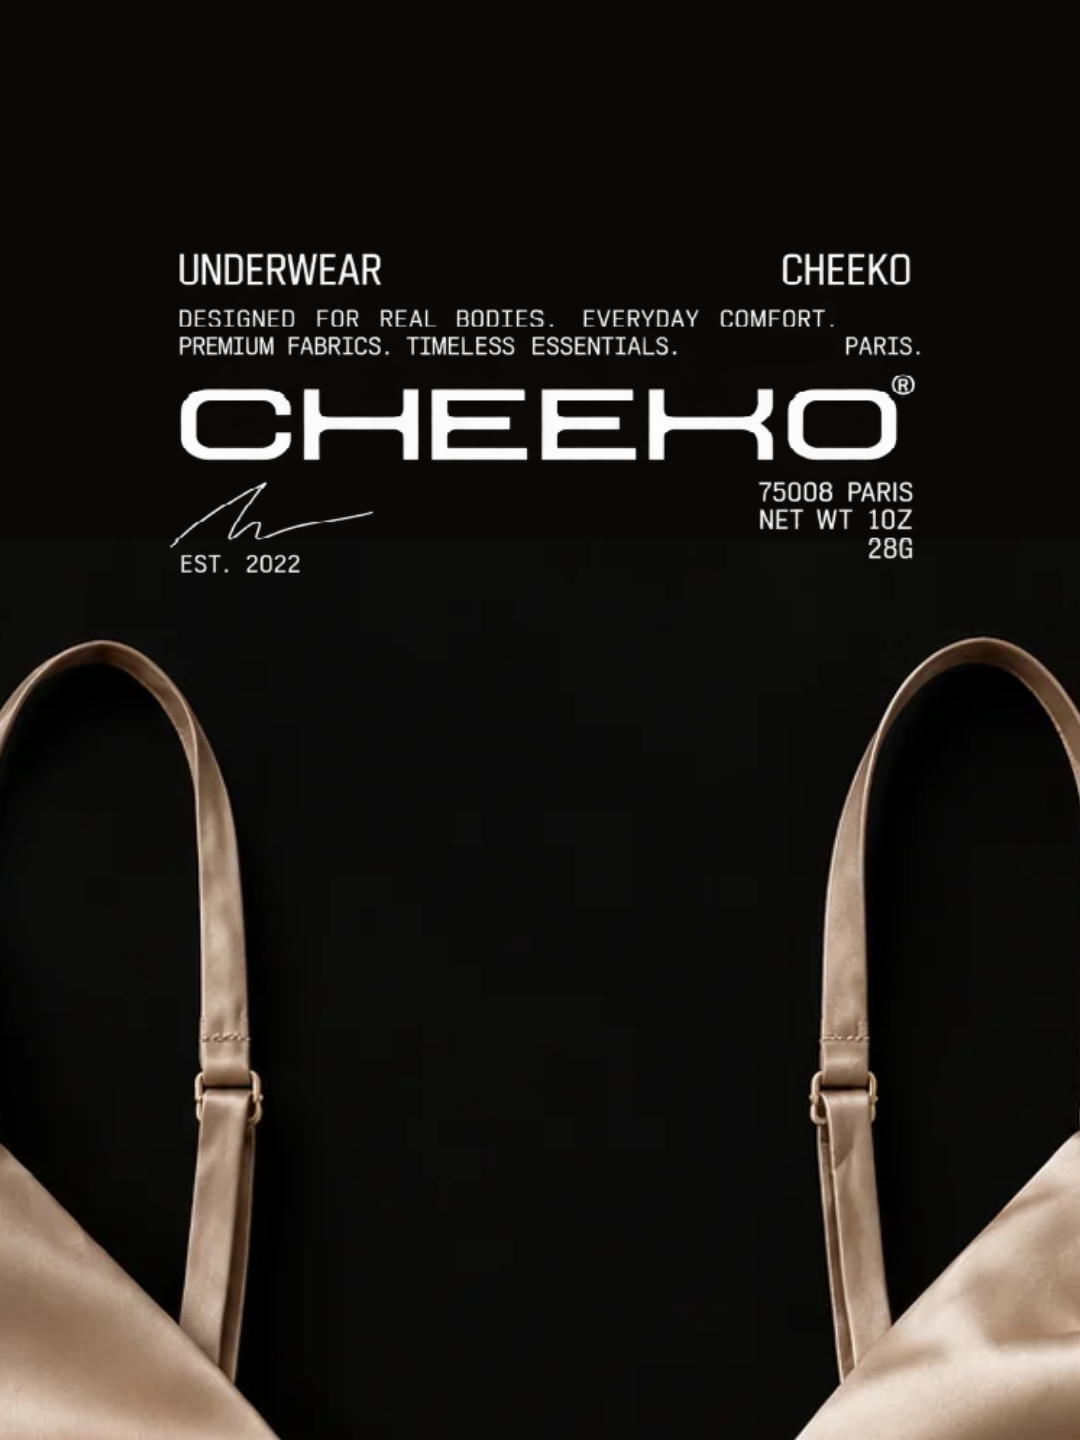 UNDERWEAR CHEEKO
DESIGNED FOR REAL BODIES. EVERYDAY COMFORT.
PREMIUM FABRICS. TIMELESS ESSENTIALS. PARIS.
CHEEKO®
75008 PARIS
NET WT 1OZ
28G
EST. 2022